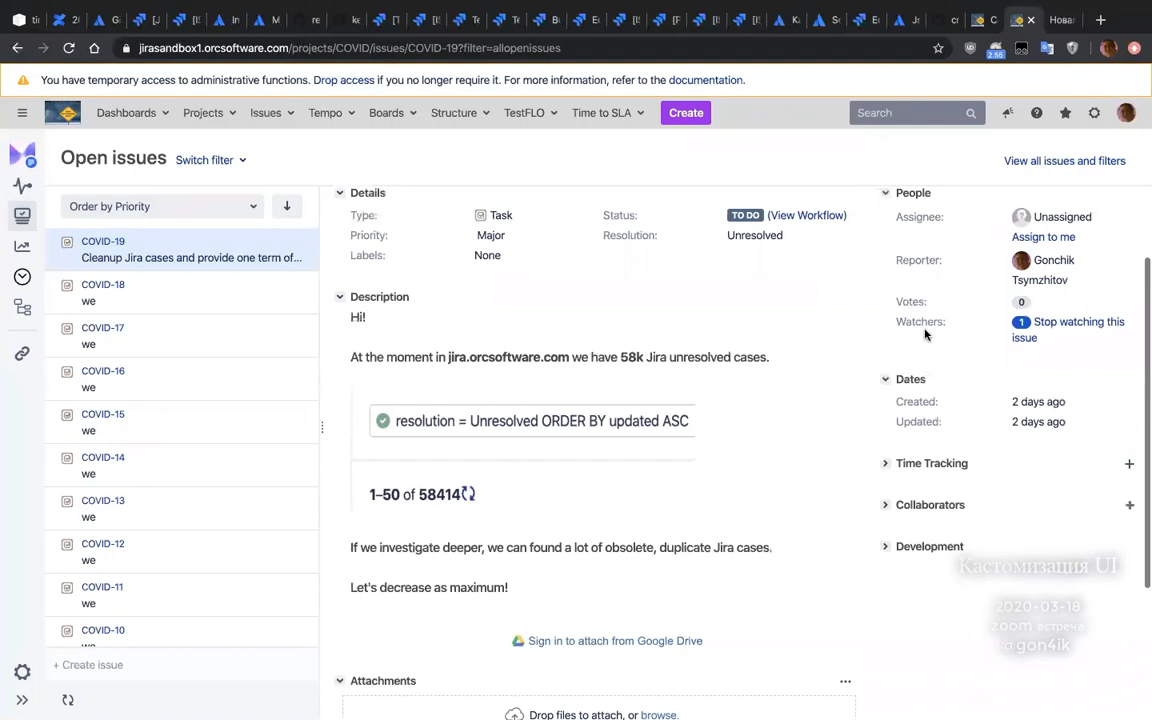 jirasandbox1.orcsoftware.com/projects/COVID/issues/COVID-19?filter=allopenissues
2.66
You have temporary access to administrative functions. Drop access if you no longer require it. For more information, refer to the documentation.
Dashboards Projects Issues Tempo Boards Structure TestFLO Time to SLA Create Search
Open issues Switch filter View all issues and filters
Order by Priority
COVID-19
Cleanup Jira cases and provide one term of...
COVID-18
we
COVID-17
we
COVID-16
we
COVID-15
we
COVID-14
we
COVID-13
we
COVID-12
we
COVID-11
we
COVID-10
+ Create issue
Details
Type: Task Status: TO DO (View Workflow)
Priority: Major Resolution: Unresolved
Labels: None
Description
Hi!
At the moment in jira.orcsoftware.com we have 58k Jira unresolved cases.
resolution = Unresolved ORDER BY updated ASC
1–50 of 58414
If we investigate deeper, we can found a lot of obsolete, duplicate Jira cases.
Let's decrease as maximum!
Sign in to attach from Google Drive
Attachments
Drop files to attach, or browse.
People
Assignee: Unassigned
Assign to me
Reporter: Gonchik
Tsymzhitov
Votes: 0
Watchers: 1 Stop watching this
issue
Dates
Created: 2 days ago
Updated: 2 days ago
Time Tracking
Collaborators
Development
Кастомизация UI
2020-03-18
zoom встреча
@gon4ik